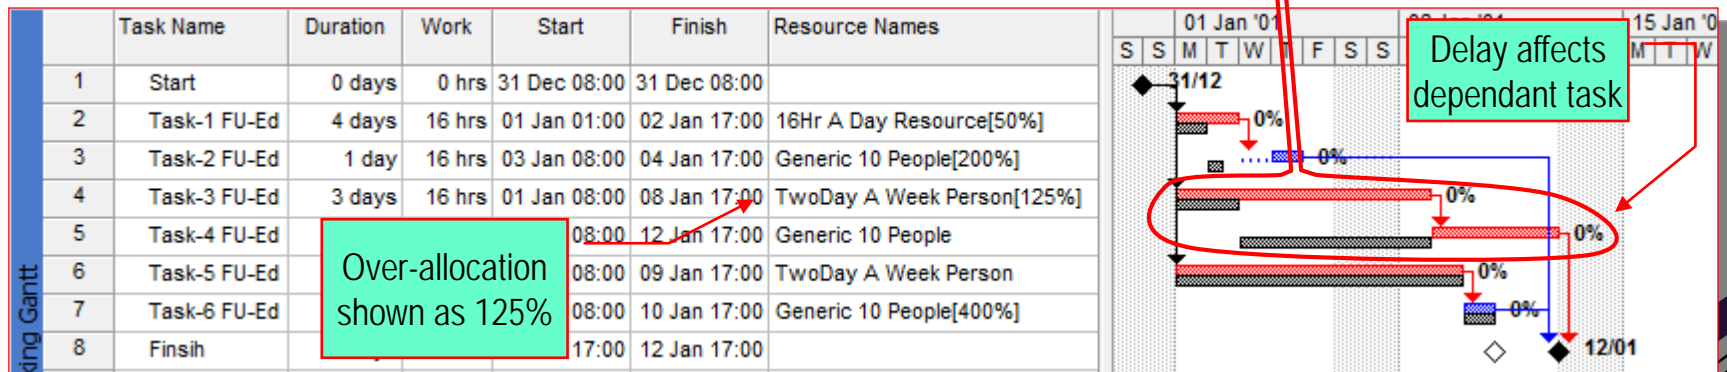 Task Name Duration Work Start Finish Resource Names 01 Jan '01 15 Jan '0
S S M T W T F S S M T W
1 Start 0 days 0 hrs 31 Dec 08:00 31 Dec 08:00 31/12
2 Task-1 FU-Ed 4 days 16 hrs 01 Jan 01:00 02 Jan 17:00 16Hr A Day Resource[50%] 0%
3 Task-2 FU-Ed 1 day 16 hrs 03 Jan 08:00 04 Jan 17:00 Generic 10 People[200%] 0%
4 Task-3 FU-Ed 3 days 16 hrs 01 Jan 08:00 08 Jan 17:00 TwoDay A Week Person[125%] 0%
5 Task-4 FU-Ed 08:00 12 Jan 17:00 Generic 10 People 0%
6 Task-5 FU-Ed 08:00 09 Jan 17:00 TwoDay A Week Person 0%
7 Task-6 FU-Ed 08:00 10 Jan 17:00 Generic 10 People[400%] 0%
8 Finsih 17:00 12 Jan 17:00 12/01
Delay affects
dependant task
Over-allocation
shown as 125%
king Gantt